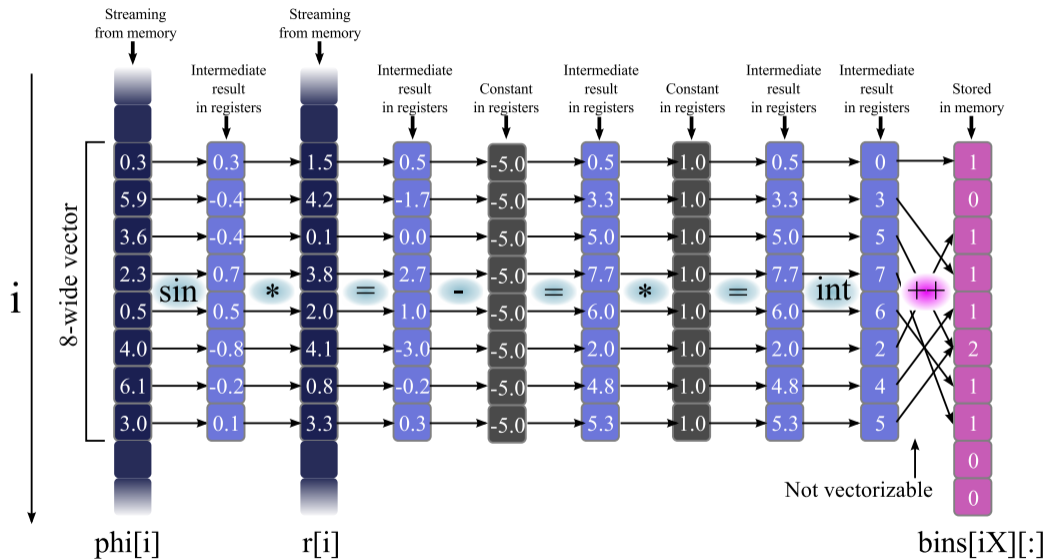 Streaming
from memory
Streaming
from memory
Intermediate
result
in registers
Intermediate
result
in registers
Constant
in registers
Intermediate
result
in registers
Constant
in registers
Intermediate
result
in registers
Intermediate
result
in registers
Stored
in memory
i
8-wide vector
0.3 0.3 1.5 0.5 -5.0 0.5 1.0 0.5 0 1
5.9 -0.4 4.2 -1.7 -5.0 3.3 1.0 3.3 3 0
3.6 -0.4 0.1 0.0 -5.0 5.0 1.0 5.0 5 1
2.3 0.7 3.8 2.7 -5.0 7.7 1.0 7.7 7 1
sin * = - = * = int ++
0.5 0.5 2.0 1.0 -5.0 6.0 1.0 6.0 6 1
4.0 -0.8 4.1 -3.0 -5.0 2.0 1.0 2.0 2 2
6.1 -0.2 0.8 -0.2 -5.0 4.8 1.0 4.8 4 1
3.0 0.1 3.3 0.3 -5.0 5.3 1.0 5.3 5 1
0
0
Not vectorizable
phi[i] r[i] bins[iX][:]